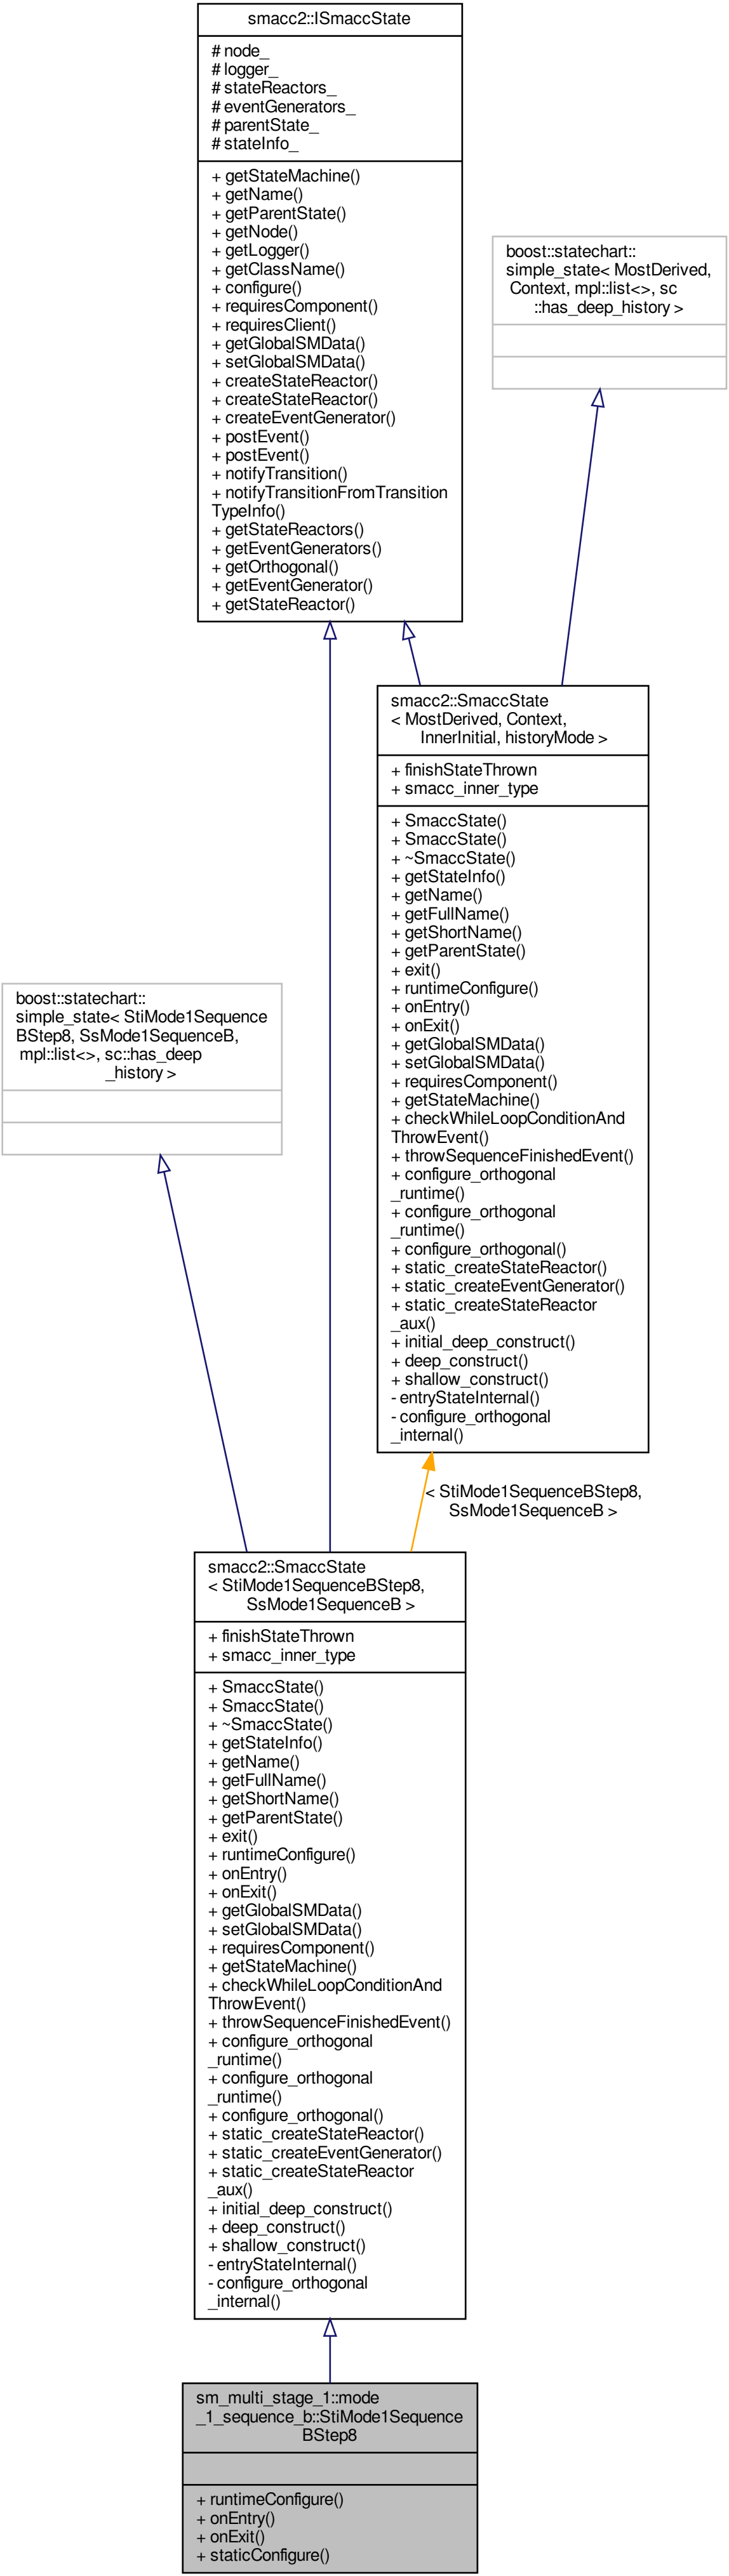 smacc2::ISmaccState
# node_
# logger_
# stateReactors_
# eventGenerators_
# parentState_
# stateInfo_
+ getStateMachine()
+ getName()
+ getParentState()
+ getNode()
+ getLogger()
+ getClassName()
+ configure()
+ requiresComponent()
+ requiresClient()
+ getGlobalSMData()
+ setGlobalSMData()
+ createStateReactor()
+ createStateReactor()
+ createEventGenerator()
+ postEvent()
+ postEvent()
+ notifyTransition()
+ notifyTransitionFromTransition
TypeInfo()
+ getStateReactors()
+ getEventGenerators()
+ getOrthogonal()
+ getEventGenerator()
+ getStateReactor()
boost::statechart::
simple_state< MostDerived,
Context, mpl::list<>, sc
::has_deep_history >
smacc2::SmaccState
< MostDerived, Context,
InnerInitial, historyMode >
+ finishStateThrown
+ smacc_inner_type
+ SmaccState()
+ SmaccState()
+ ~SmaccState()
+ getStateInfo()
+ getName()
+ getFullName()
+ getShortName()
+ getParentState()
+ exit()
+ runtimeConfigure()
+ onEntry()
+ onExit()
+ getGlobalSMData()
+ setGlobalSMData()
+ requiresComponent()
+ getStateMachine()
+ checkWhileLoopConditionAnd
ThrowEvent()
+ throwSequenceFinishedEvent()
+ configure_orthogonal
_runtime()
+ configure_orthogonal
_runtime()
+ configure_orthogonal()
+ static_createStateReactor()
+ static_createEventGenerator()
+ static_createStateReactor
_aux()
+ initial_deep_construct()
+ deep_construct()
+ shallow_construct()
- entryStateInternal()
- configure_orthogonal
_internal()
boost::statechart::
simple_state< StiMode1Sequence
BStep8, SsMode1SequenceB,
mpl::list<>, sc::has_deep
_history >
< StiMode1SequenceBStep8,
SsMode1SequenceB >
smacc2::SmaccState
< StiMode1SequenceBStep8,
SsMode1SequenceB >
+ finishStateThrown
+ smacc_inner_type
+ SmaccState()
+ SmaccState()
+ ~SmaccState()
+ getStateInfo()
+ getName()
+ getFullName()
+ getShortName()
+ getParentState()
+ exit()
+ runtimeConfigure()
+ onEntry()
+ onExit()
+ getGlobalSMData()
+ setGlobalSMData()
+ requiresComponent()
+ getStateMachine()
+ checkWhileLoopConditionAnd
ThrowEvent()
+ throwSequenceFinishedEvent()
+ configure_orthogonal
_runtime()
+ configure_orthogonal
_runtime()
+ configure_orthogonal()
+ static_createStateReactor()
+ static_createEventGenerator()
+ static_createStateReactor
_aux()
+ initial_deep_construct()
+ deep_construct()
+ shallow_construct()
- entryStateInternal()
- configure_orthogonal
_internal()
sm_multi_stage_1::mode
_1_sequence_b::StiMode1Sequence
BStep8
+ runtimeConfigure()
+ onEntry()
+ onExit()
+ staticConfigure()